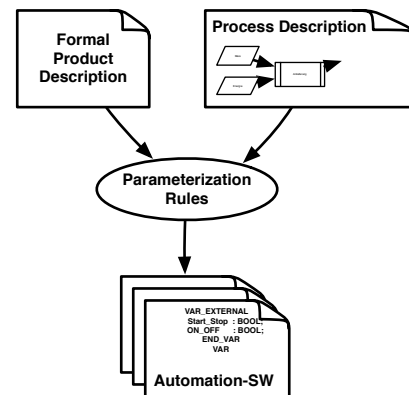 Formal
Product
Description
Process Description
Parameterization
Rules
VAR_EXTERNAL
Start_Stop : BOOL;
ON_OFF : BOOL;
END_VAR
VAR
Automation-SW